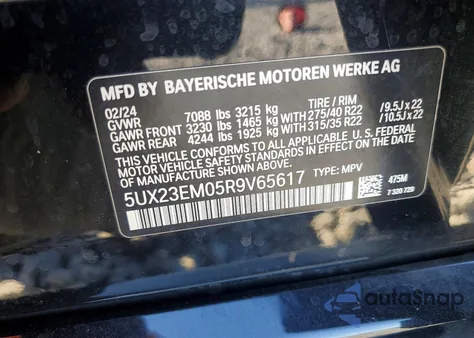 MFD BY BAYERISCHE MOTOREN WERKE AG
02/24
GVWR 7088 lbs 3215 kg TIRE / RIM
GAWR FRONT 3230 lbs 1465 kg WITH 275/40 R22 /9.5J x 22
GAWR REAR 4244 lbs 1925 kg WITH 315/35 R22 /10.5J x 22
THIS VEHICLE CONFORMS TO ALL APPLICABLE U. S. FEDERAL
MOTOR VEHICLE SAFETY STANDARDS IN EFFECT ON THE DATE OF
MANUFACTURE SHOWN ABOVE.
5UX23EM05R9V65617 TYPE: MPV
475M
7 320 729
autoSnap